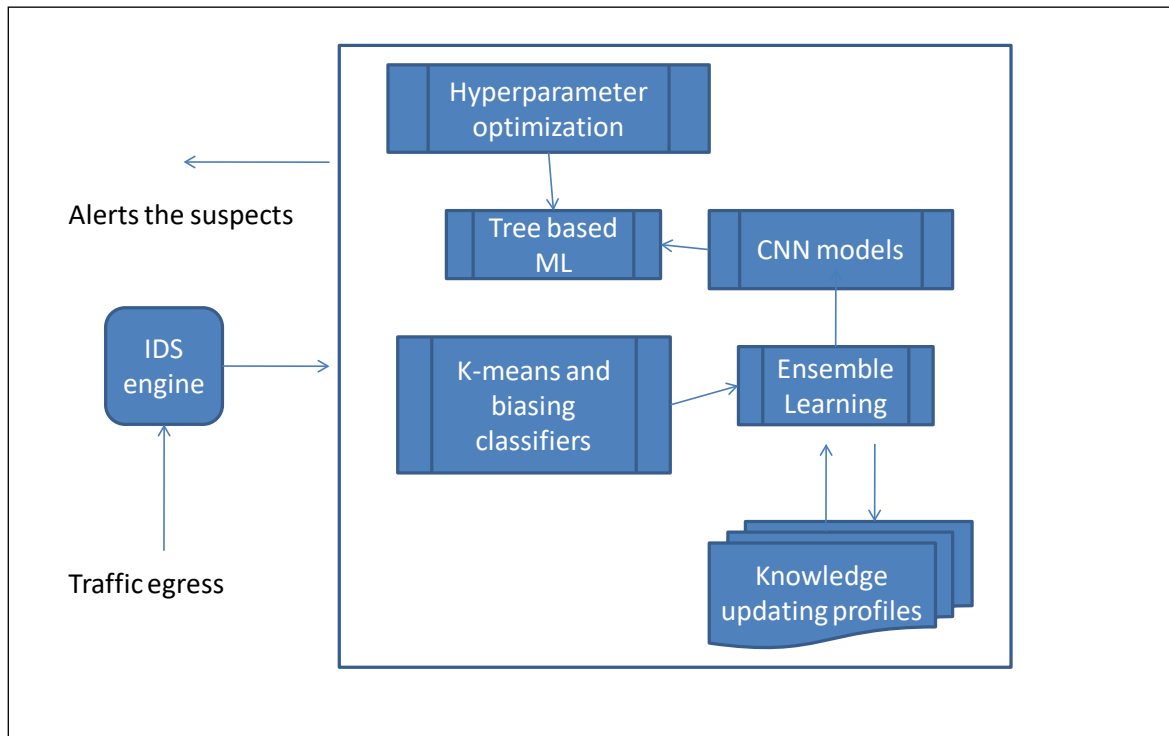 Hyperparameter
optimization
Alerts the suspects
Tree based
ML
CNN models
IDS
engine
K-means and
biasing
classifiers
Ensemble
Learning
Traffic egress
Knowledge
updating profiles